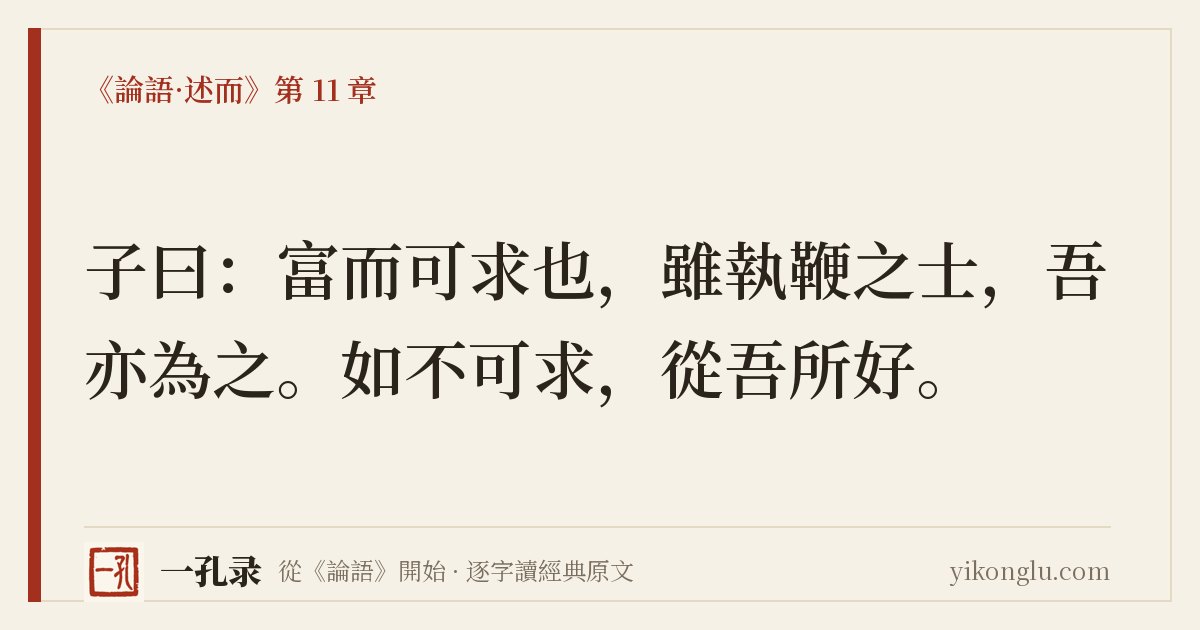 《論語·述而》第 11 章
子曰：富而可求也，雖執鞭之士，吾
亦為之。如不可求，從吾所好。
一孔
一孔录 從《論語》開始 · 逐字讀經典原文 yikonglu.com